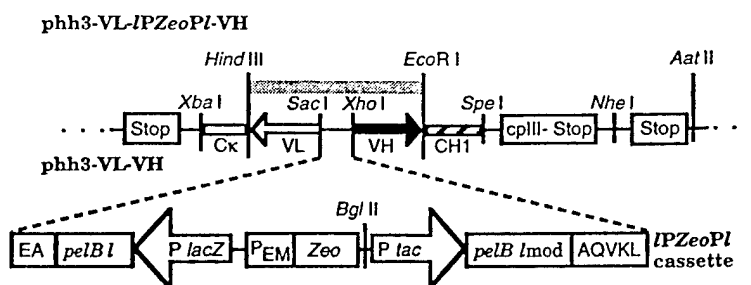 phh3-VL-lPZeoPl-VH
Hind III EcoR I Aat II
Xba I Sac I Xho I Spe I Nhe I
. . . Stop cpIII- Stop Stop . . .
Cκ VL VH CH1
phh3-VL-VH
Bgl II
EA pelB l P lacZ PEM Zeo P tac pelB lmod AQVKL lPZeoPl
cassette